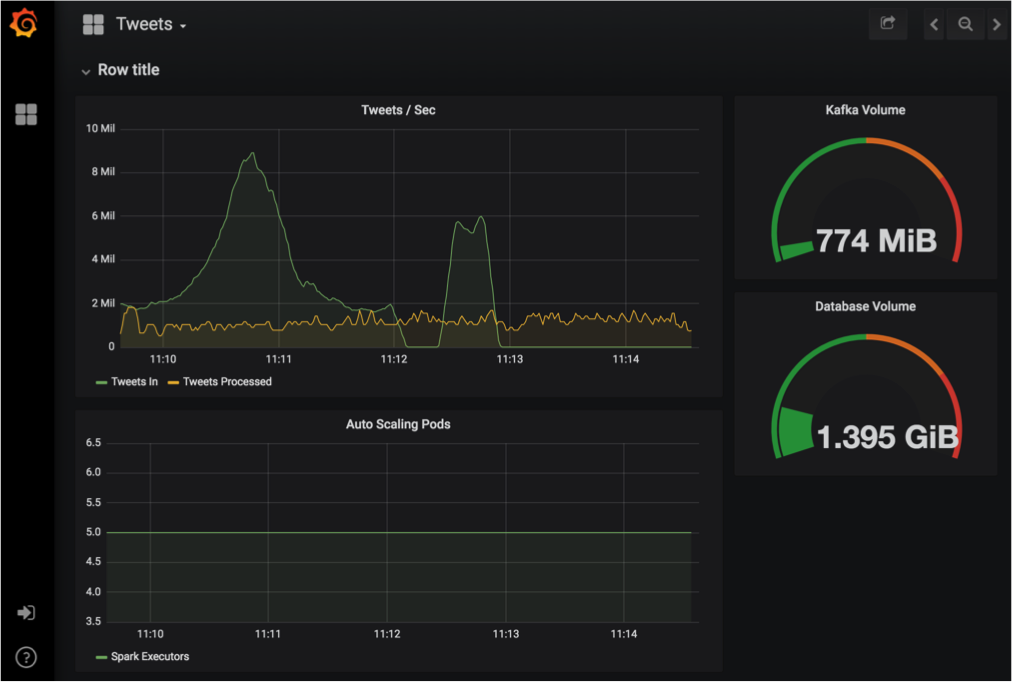 Tweets
Row title
Tweets / Sec
10 Mil
8 Mil
6 Mil
4 Mil
2 Mil
0
11:10 11:11 11:12 11:13 11:14
Tweets In Tweets Processed
Kafka Volume
774 MiB
Database Volume
1.395 GiB
Auto Scaling Pods
6.5
6.0
5.5
5.0
4.5
4.0
3.5
11:10 11:11 11:12 11:13 11:14
Spark Executors
?